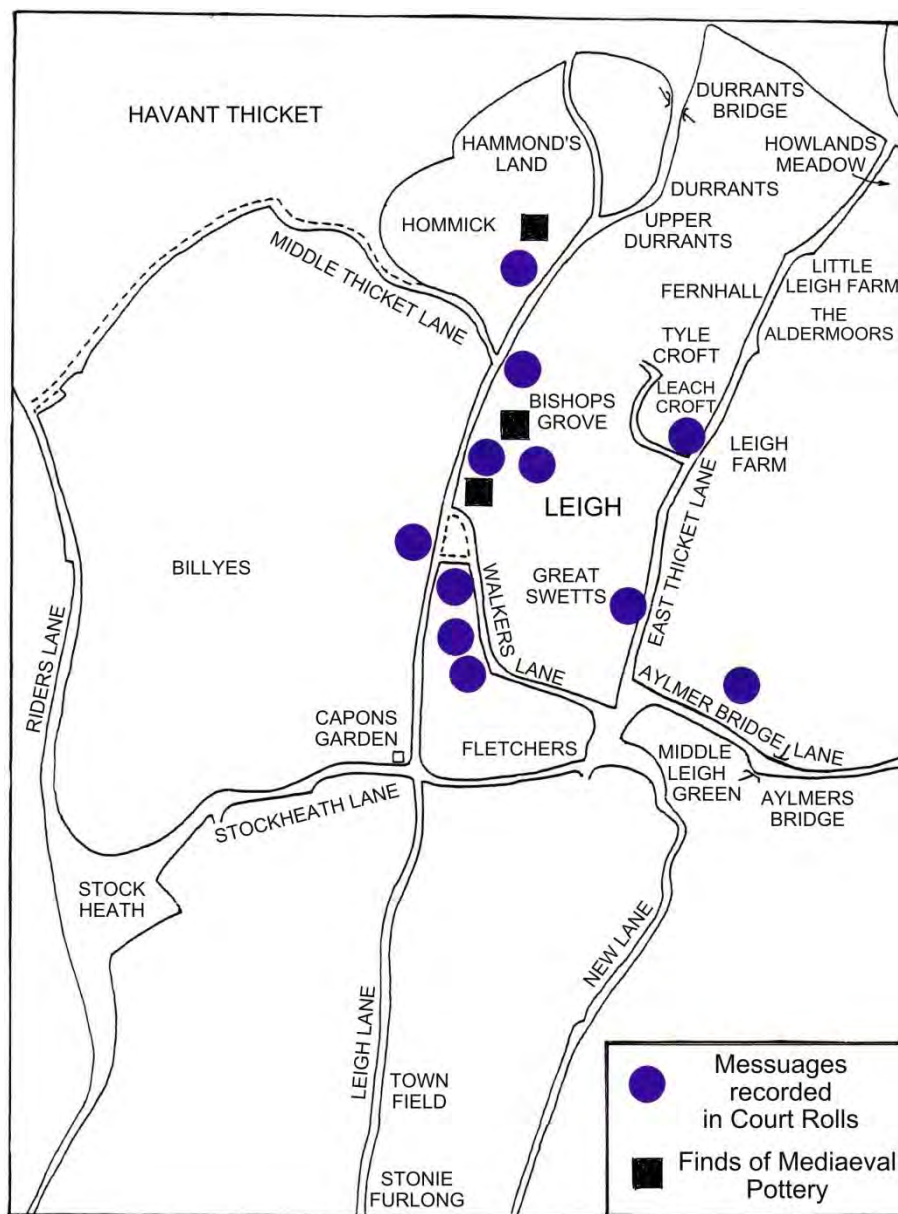 HAVANT THICKET
HAMMOND'S
LAND
DURRANTS
BRIDGE
HOWLANDS
MEADOW
HOMMICK
DURRANTS
UPPER
DURRANTS
MIDDLE THICKET LANE
FERNHALL
LITTLE
LEIGH FARM
THE
ALDERMOORS
TYLE
CROFT
LEACH
CROFT
BISHOPS
GROVE
LEIGH
FARM
LEIGH
EAST THICKET LANE
BILLYES
WALKERS
LANE
GREAT
SWETTS
RIDERS LANE
AYLMER BRIDGE LANE
CAPONS
GARDEN
FLETCHERS
MIDDLE
LEIGH
GREEN
AYLMERS
BRIDGE
STOCKHEATH LANE
STOCK
HEATH
NEW LANE
LEIGH LANE
TOWN
FIELD
STONIE
FURLONG
Messuages
recorded
in Court Rolls
Finds of Mediaeval
Pottery